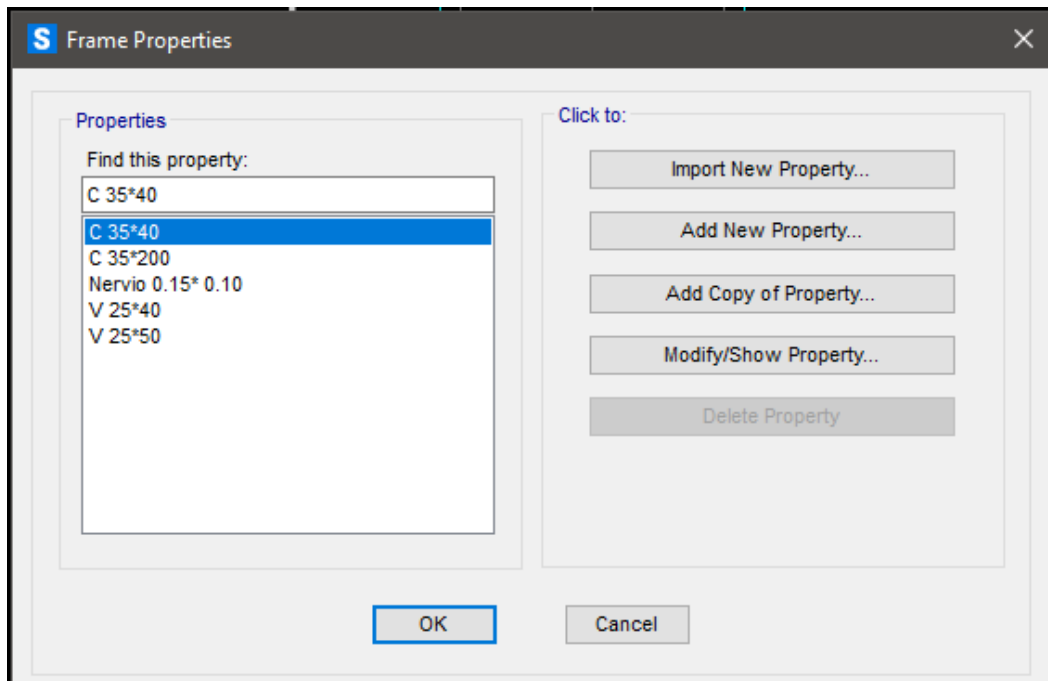 S Frame Properties
Properties
Find this property:
C 35*40
C 35*40
C 35*200
Nervio 0.15* 0.10
V 25*40
V 25*50
Click to:
Import New Property...
Add New Property...
Add Copy of Property...
Modify/Show Property...
Delete Property
OK
Cancel